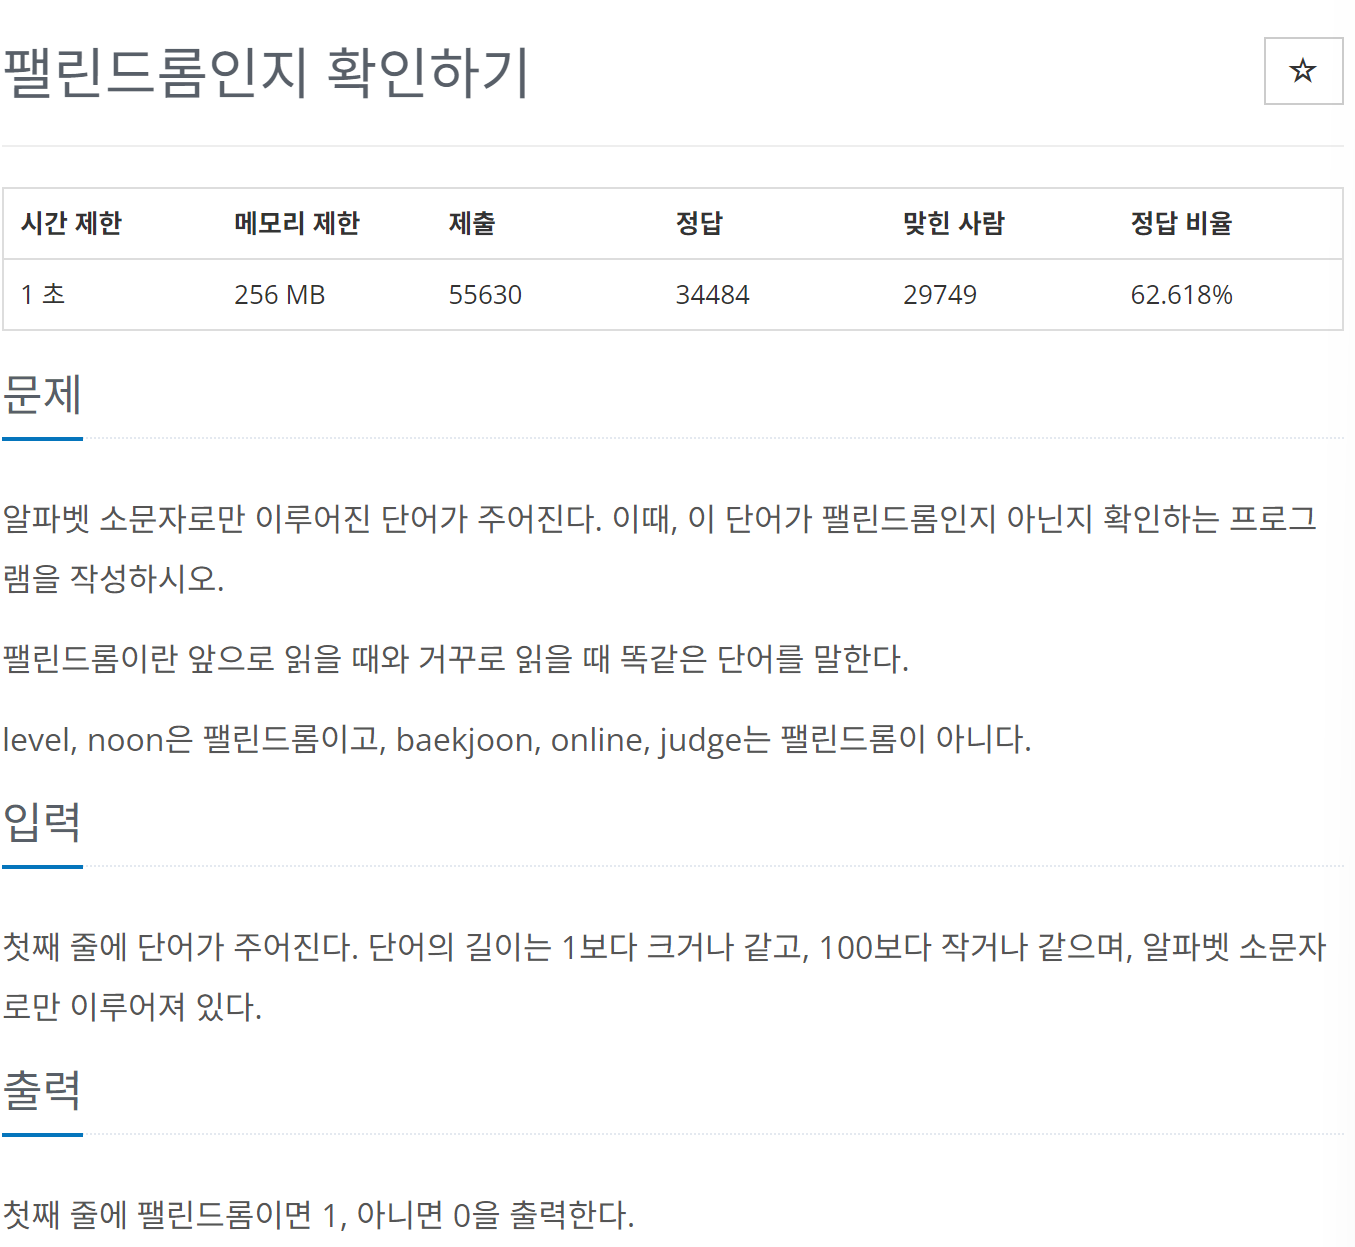 팰린드롬인지 확인하기
☆
시간 제한 메모리 제한 제출 정답 맞힌 사람 정답 비율
1 초 256 MB 55630 34484 29749 62.618%
문제
알파벳 소문자로만 이루어진 단어가 주어진다. 이때, 이 단어가 팰린드롬인지 아닌지 확인하는 프로그
램을 작성하시오.
팰린드롬이란 앞으로 읽을 때와 거꾸로 읽을 때 똑같은 단어를 말한다.
level, noon은 팰린드롬이고, baekjoon, online, judge는 팰린드롬이 아니다.
입력
첫째 줄에 단어가 주어진다. 단어의 길이는 1보다 크거나 같고, 100보다 작거나 같으며, 알파벳 소문자
로만 이루어져 있다.
출력
첫째 줄에 팰린드롬이면 1, 아니면 0을 출력한다.